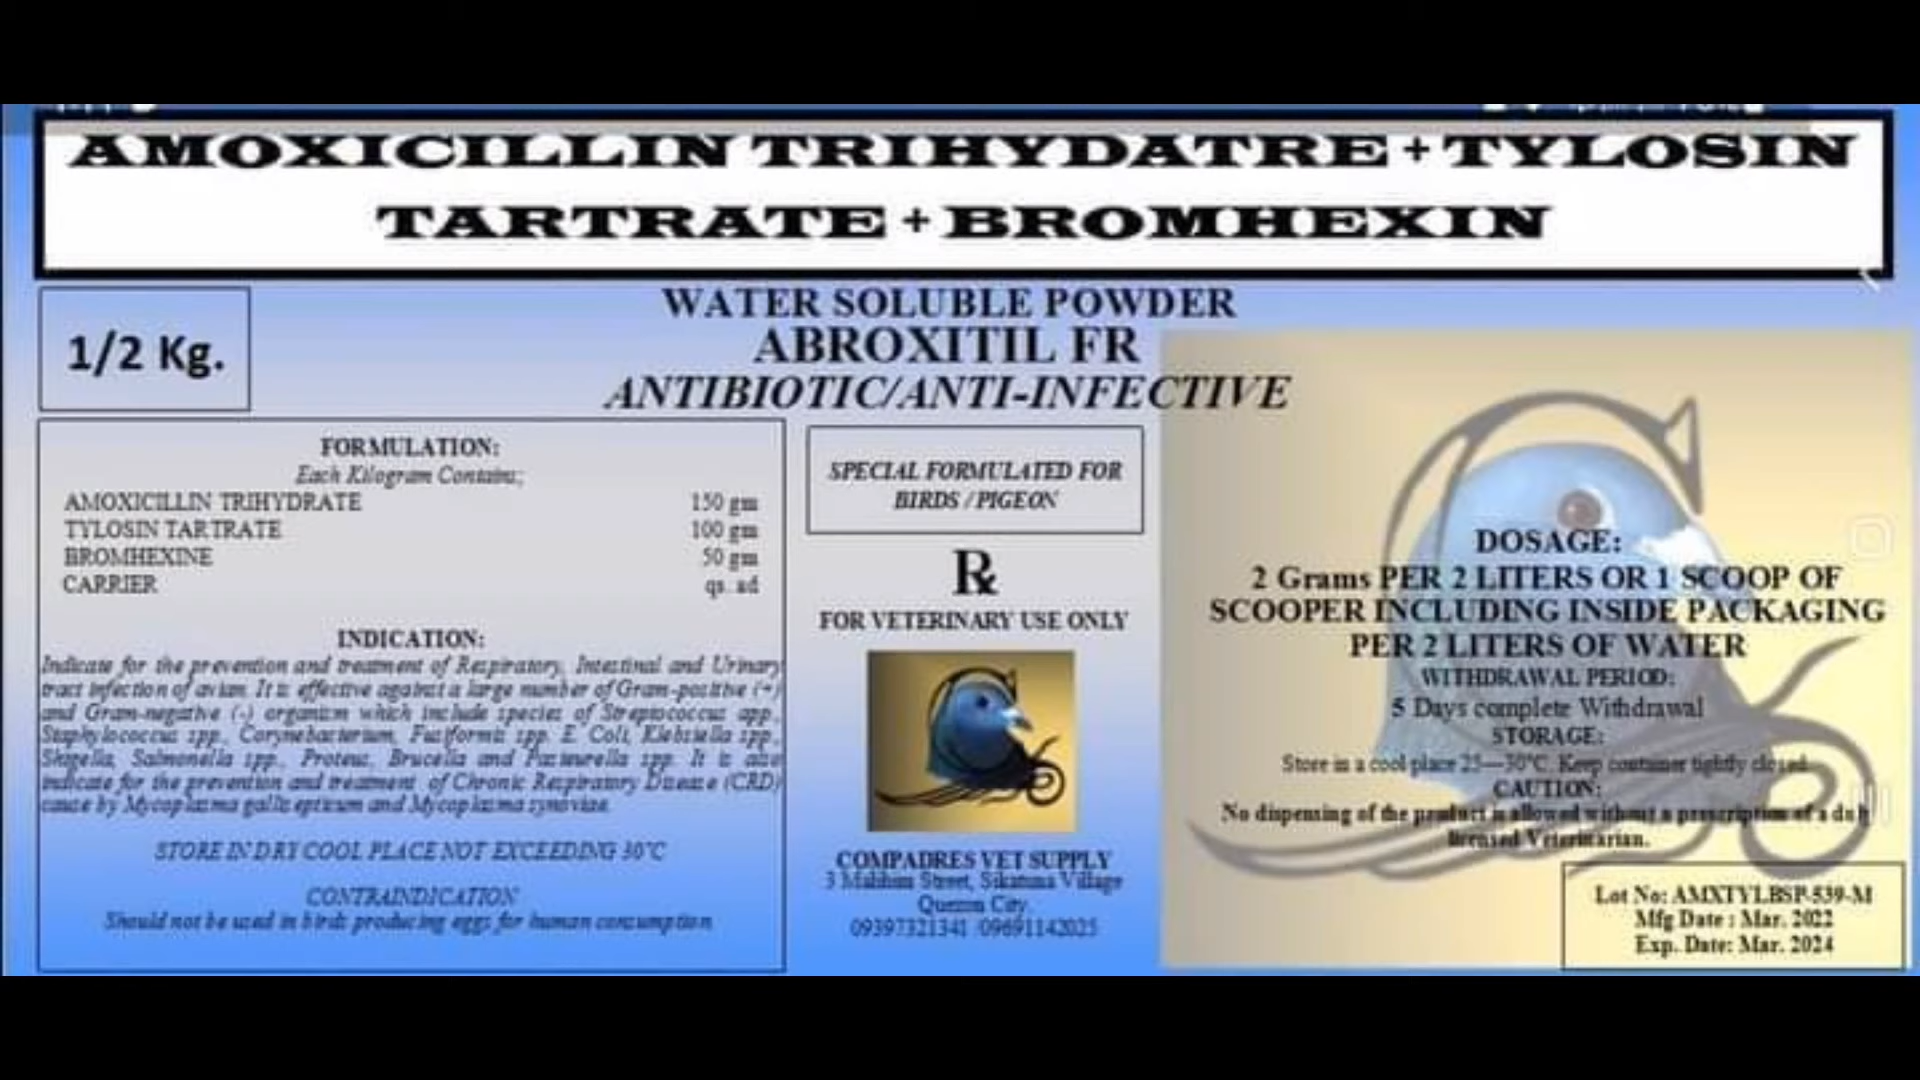 AMOXICILLIN TRIHYDATRE + TYLOSIN
TARTRATE + BROMHEXIN
WATER SOLUBLE POWDER
ABROXITIL FR
ANTIBIOTIC/ANTI-INFECTIVE
1/2 Kg.
FORMULATION:
Each Kilogram Contains;
AMOXICILLIN TRIHYDRATE 150 gm
TYLOSIN TARTRATE 100 gm
BROMHEXINE 50 gm
CARRIER qs. ad
INDICATION:
Indicate for the prevention and treatment of Respiratory, Intestinal and Urinary
tract infection of avian. It is effective against a large number of Gram-positive (+)
and Gram-negative (-) organism which include species of Streptococcus app.,
Staphylococcus spp., Corynebacterium, Fusiformis spp. E. Coli, Klebsiella spp.,
Shigella, Salmonella spp., Proteus, Brucella and Pasteurella spp. It is also
indicate for the prevention and treatment of Chronic Respiratory Disease (CRD)
cause by Mycoplasma gallis epticum and Mycoplasma synoviae.
STORE IN DRY COOL PLACE NOT EXCEEDING 30°C
CONTRAINDICATION
Should not be used in birds producing eggs for human consumption
SPECIAL FORMULATED FOR
BIRDS / PIGEON
Rx
FOR VETERINARY USE ONLY
COMPADRES VET SUPPLY
3 Street, Sikatuna Village
Quezon City.
09397321341 /09691142025
DOSAGE:
2 Grams PER 2 LITERS OR 1 SCOOP OF
SCOOPER INCLUDING INSIDE PACKAGING
PER 2 LITERS OF WATER
WITHDRAWAL PERIOD:
5 Days complete Withdrawal
STORAGE:
Store in a cool place 25—30°C. Keep container tightly closed.
CAUTION:
No dispensing of the product is allowed without a prescription of a duly
licensed Veterinarian.
Lot No: AMXTYLBSP-539-M
Mfg Date : Mar. 2022
Exp. Date: Mar. 2024